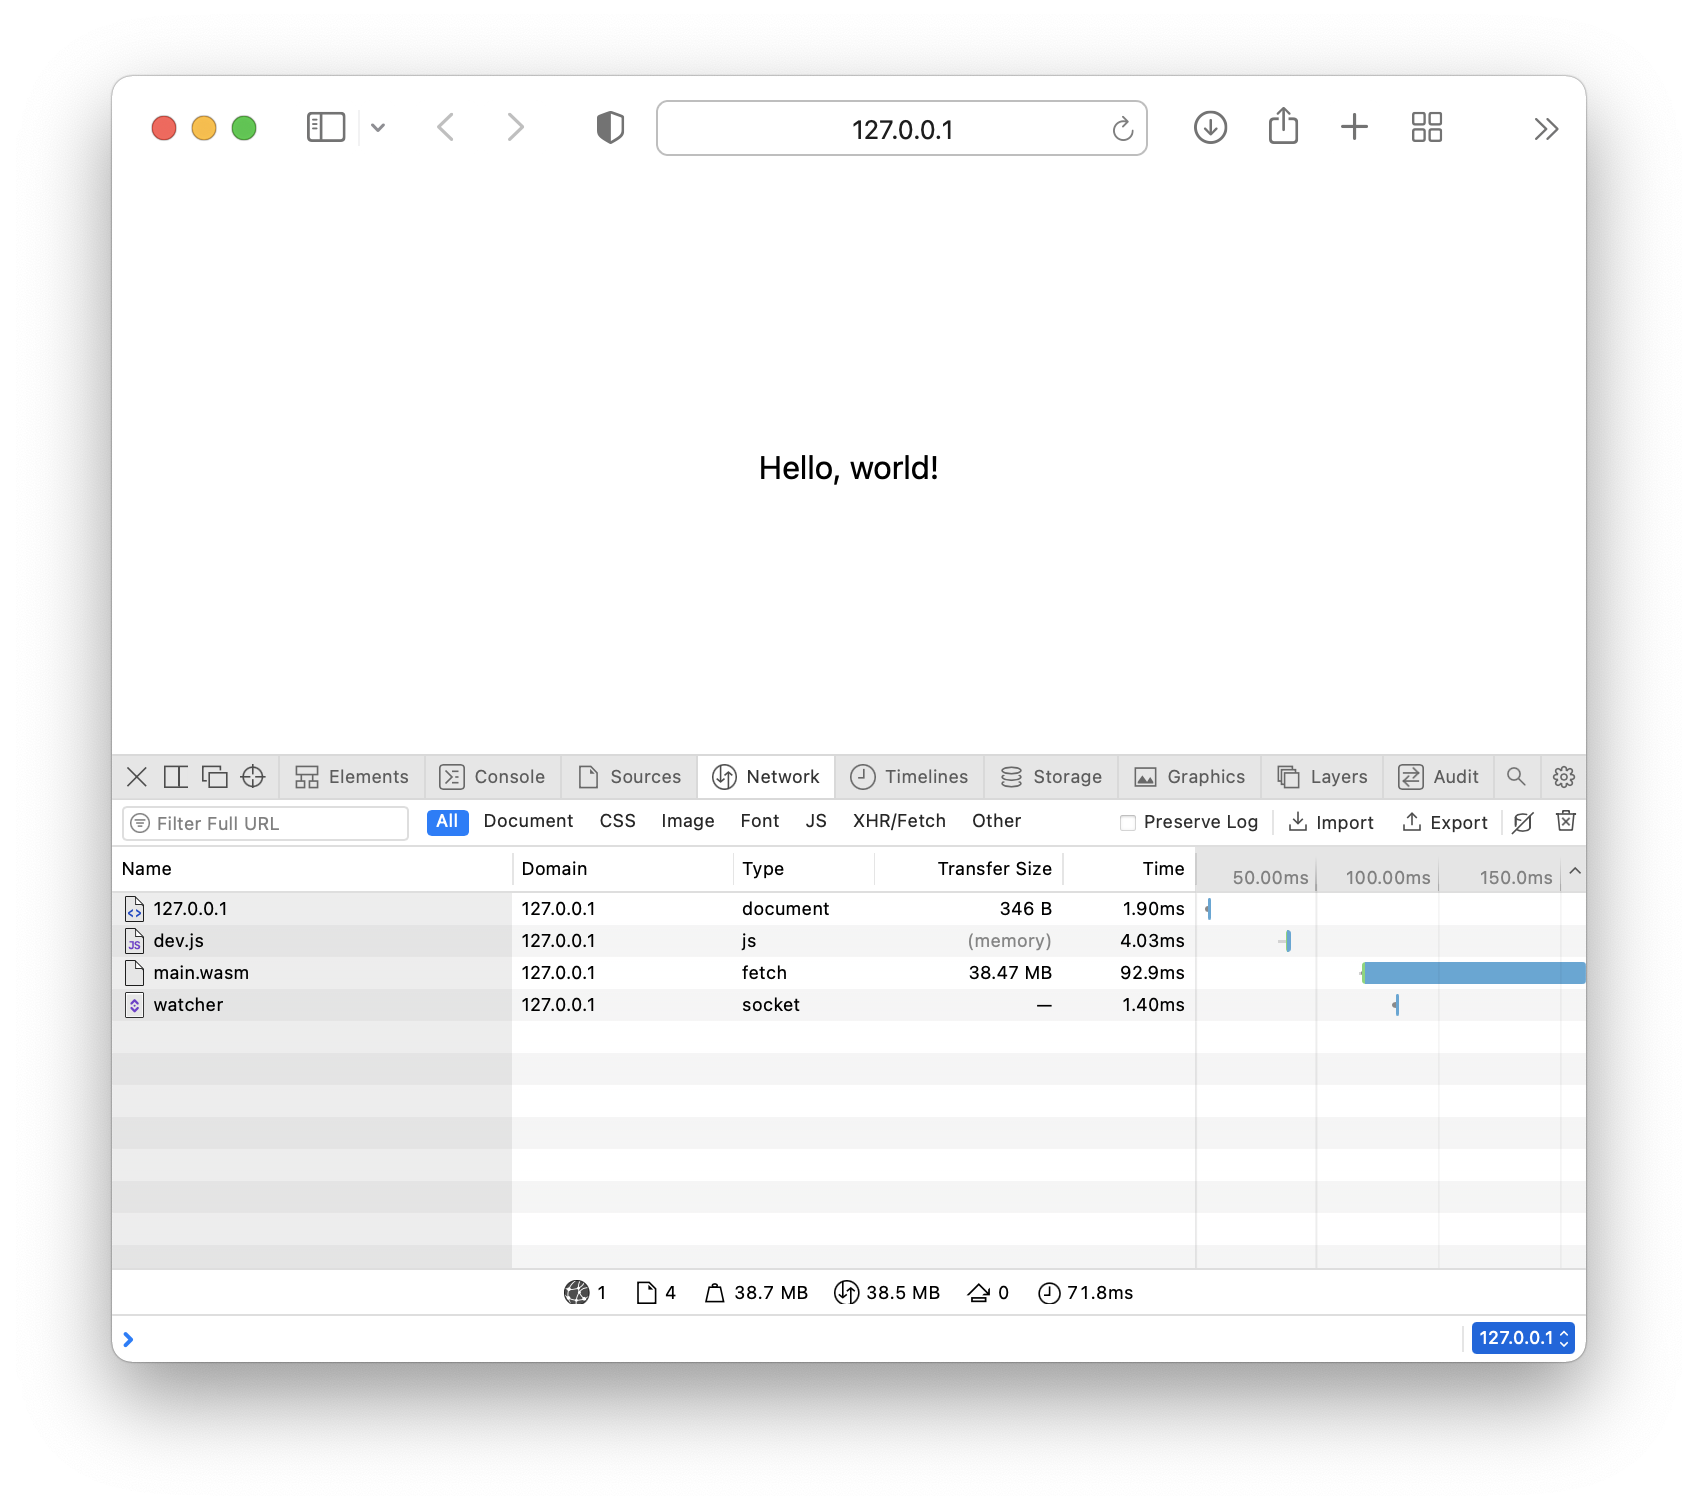 127.0.0.1
Hello, world!
Elements Console Sources Network Timelines Storage Graphics Layers Audit
Filter Full URL All Document CSS Image Font JS XHR/Fetch Other Preserve Log Import Export
Name Domain Type Transfer Size Time 50.00ms 100.00ms 150.0ms
127.0.0.1 127.0.0.1 document 346 B 1.90ms
JS dev.js 127.0.0.1 js (memory) 4.03ms
main.wasm 127.0.0.1 fetch 38.47 MB 92.9ms
watcher 127.0.0.1 socket — 1.40ms
1 4 38.7 MB 38.5 MB 0 71.8ms
127.0.0.1